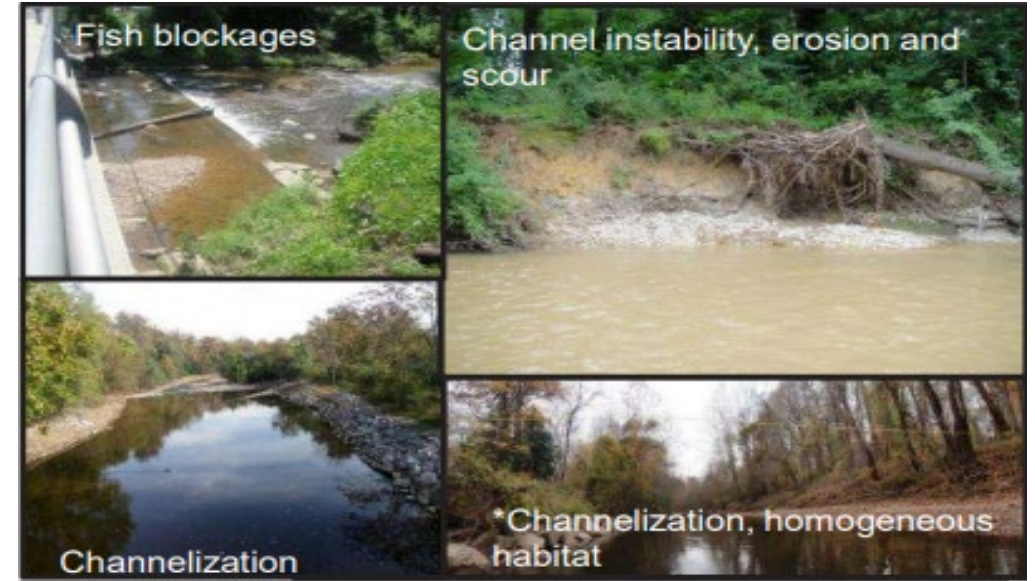 Fish blockages
Channel instability, erosion and
scour
Channelization
*Channelization, homogeneous
habitat